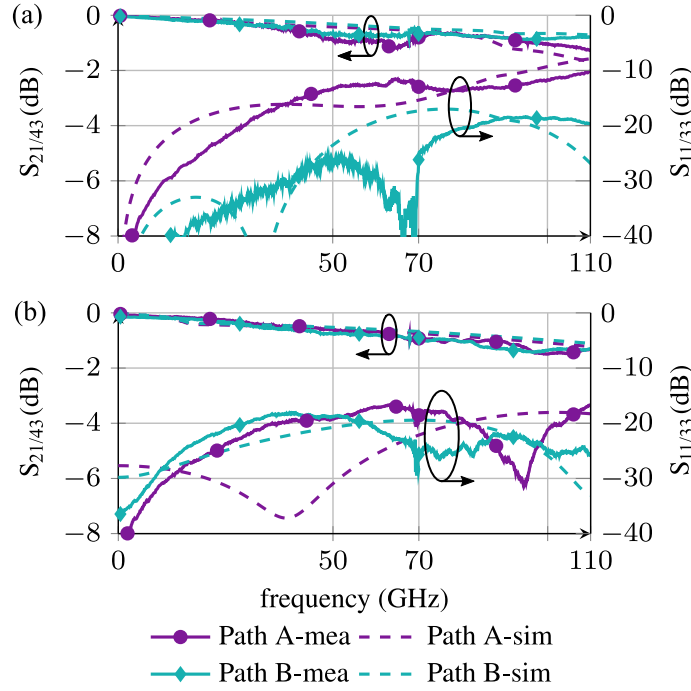 (a)
0
−2
−4
−6
−8
S21/43 (dB)
0
−10
−20
−30
−40
S11/33 (dB)
0
50
70
110
(b)
0
−2
−4
−6
−8
S21/43 (dB)
0
−10
−20
−30
−40
S11/33 (dB)
0
50
70
110
frequency (GHz)
Path A-mea
Path A-sim
Path B-mea
Path B-sim